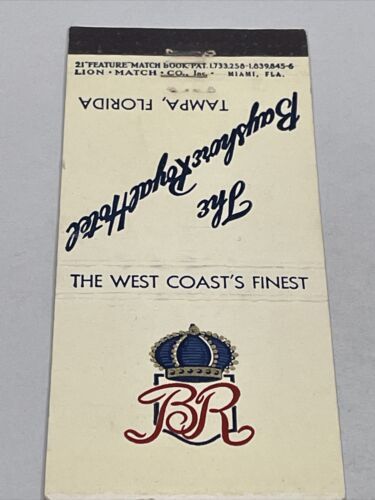 21 "FEATURE" MATCH BOOK PAT. 1,733,258-1,839,845-6
LION • MATCH • CO., Inc. • MIAMI, FLA.
The
Bayshore Royal Hotel
TAMPA, FLORIDA
THE WEST COAST'S FINEST
BR